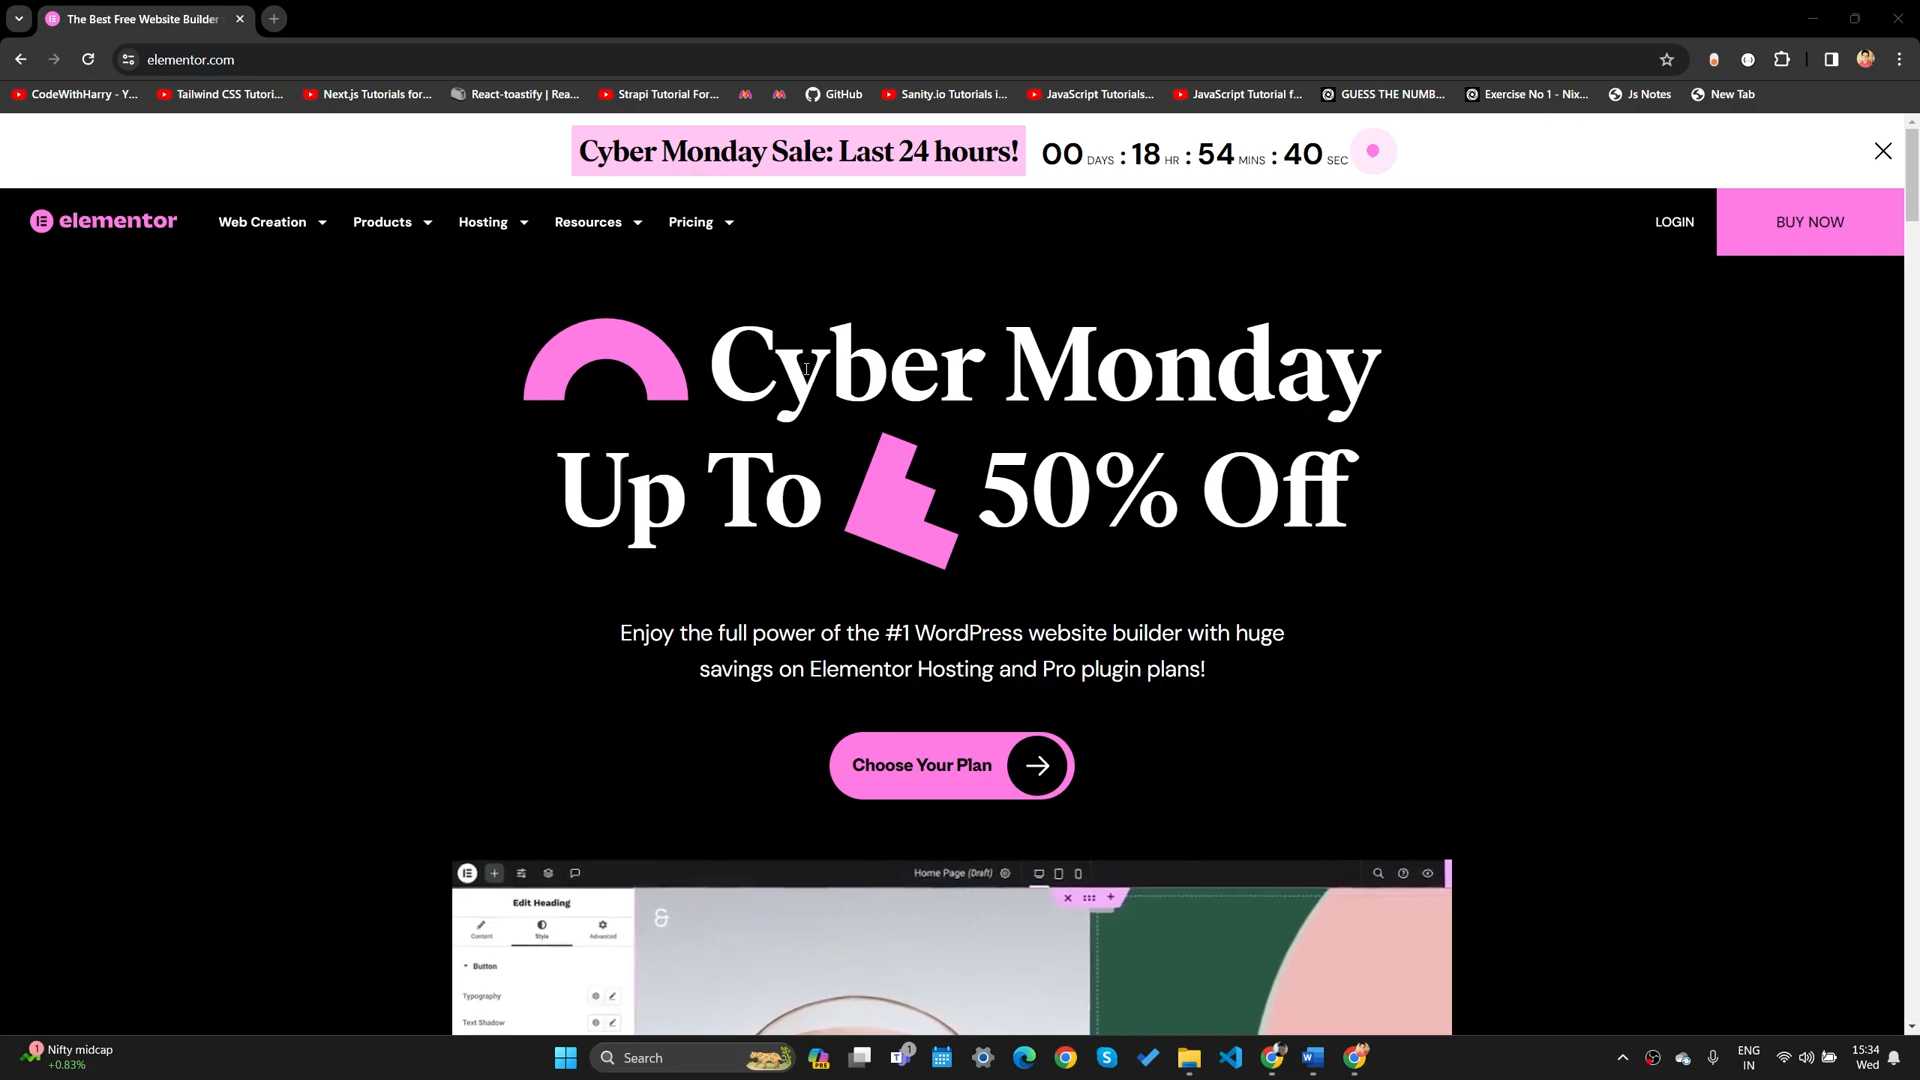 The Best Free Website Builder
elementor.com
CodeWithHarry - Y...
Tailwind CSS Tutori...
Next.js Tutorials for...
React-toastify | Rea...
Strapi Tutorial For...
GitHub
Sanity.io Tutorials i...
JavaScript Tutorials...
JavaScript Tutorial f...
GUESS THE NUMB...
Exercise No 1 - Nix...
Js Notes
New Tab
Cyber Monday Sale: Last 24 hours!
00 DAYS : 18 HR : 54 MINS : 40 SEC
elementor
Web Creation
Products
Hosting
Resources
Pricing
LOGIN
BUY NOW
Cyber Monday
Up To 50% Off
Enjoy the full power of the #1 WordPress website builder with huge
savings on Elementor Hosting and Pro plugin plans!
Choose Your Plan
Home Page (Draft)
Edit Heading
Content
Style
Advanced
&
Button
Typography
Text Shadow
1
Nifty midcap
+0.83%
Search
PRE
1
ENG
IN
15:34
Wed